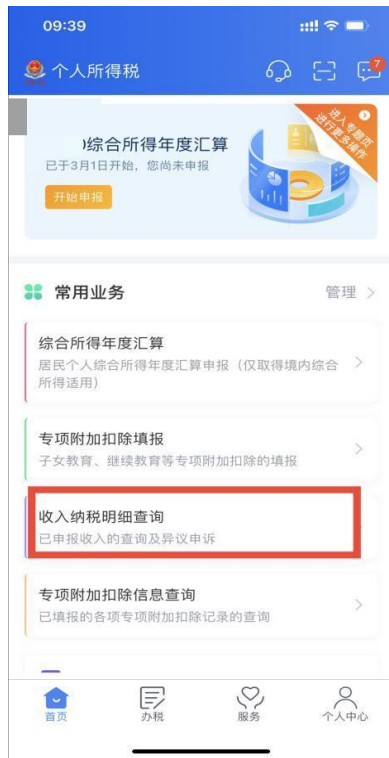 09:39
个人所得税
7
综合所得年度汇算
已于3月1日开始，您尚未申报
开始申报
进入专题页
进行更多操作
常用业务
管理 >
综合所得年度汇算
居民个人综合所得年度汇算申报（仅取得境内综合
所得适用）
专项附加扣除填报
子女教育、继续教育等专项附加扣除的填报
收入纳税明细查询
已申报收入的查询及异议申诉
专项附加扣除信息查询
已填报的各项专项附加扣除记录的查询
首页
办税
服务
个人中心